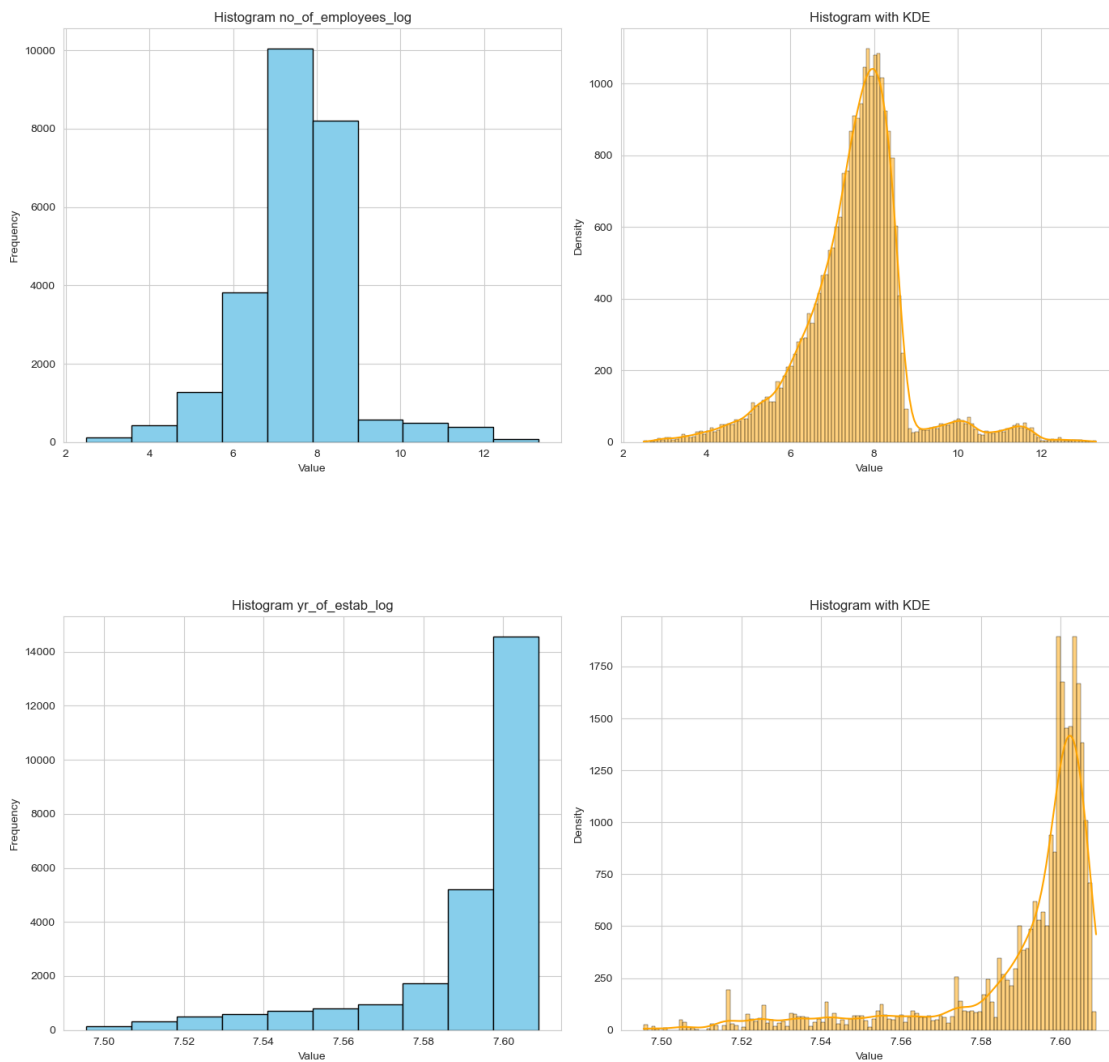 Histogram no_of_employees_log
10000
8000
6000
4000
2000
0
Frequency
2 4 6 8 10 12
Value
Histogram with KDE
1000
800
600
400
200
0
Density
2 4 6 8 10 12
Value
Histogram yr_of_estab_log
14000
12000
10000
8000
6000
4000
2000
0
Frequency
7.50 7.52 7.54 7.56 7.58 7.60
Value
Histogram with KDE
1750
1500
1250
1000
750
500
250
0
Density
7.50 7.52 7.54 7.56 7.58 7.60
Value